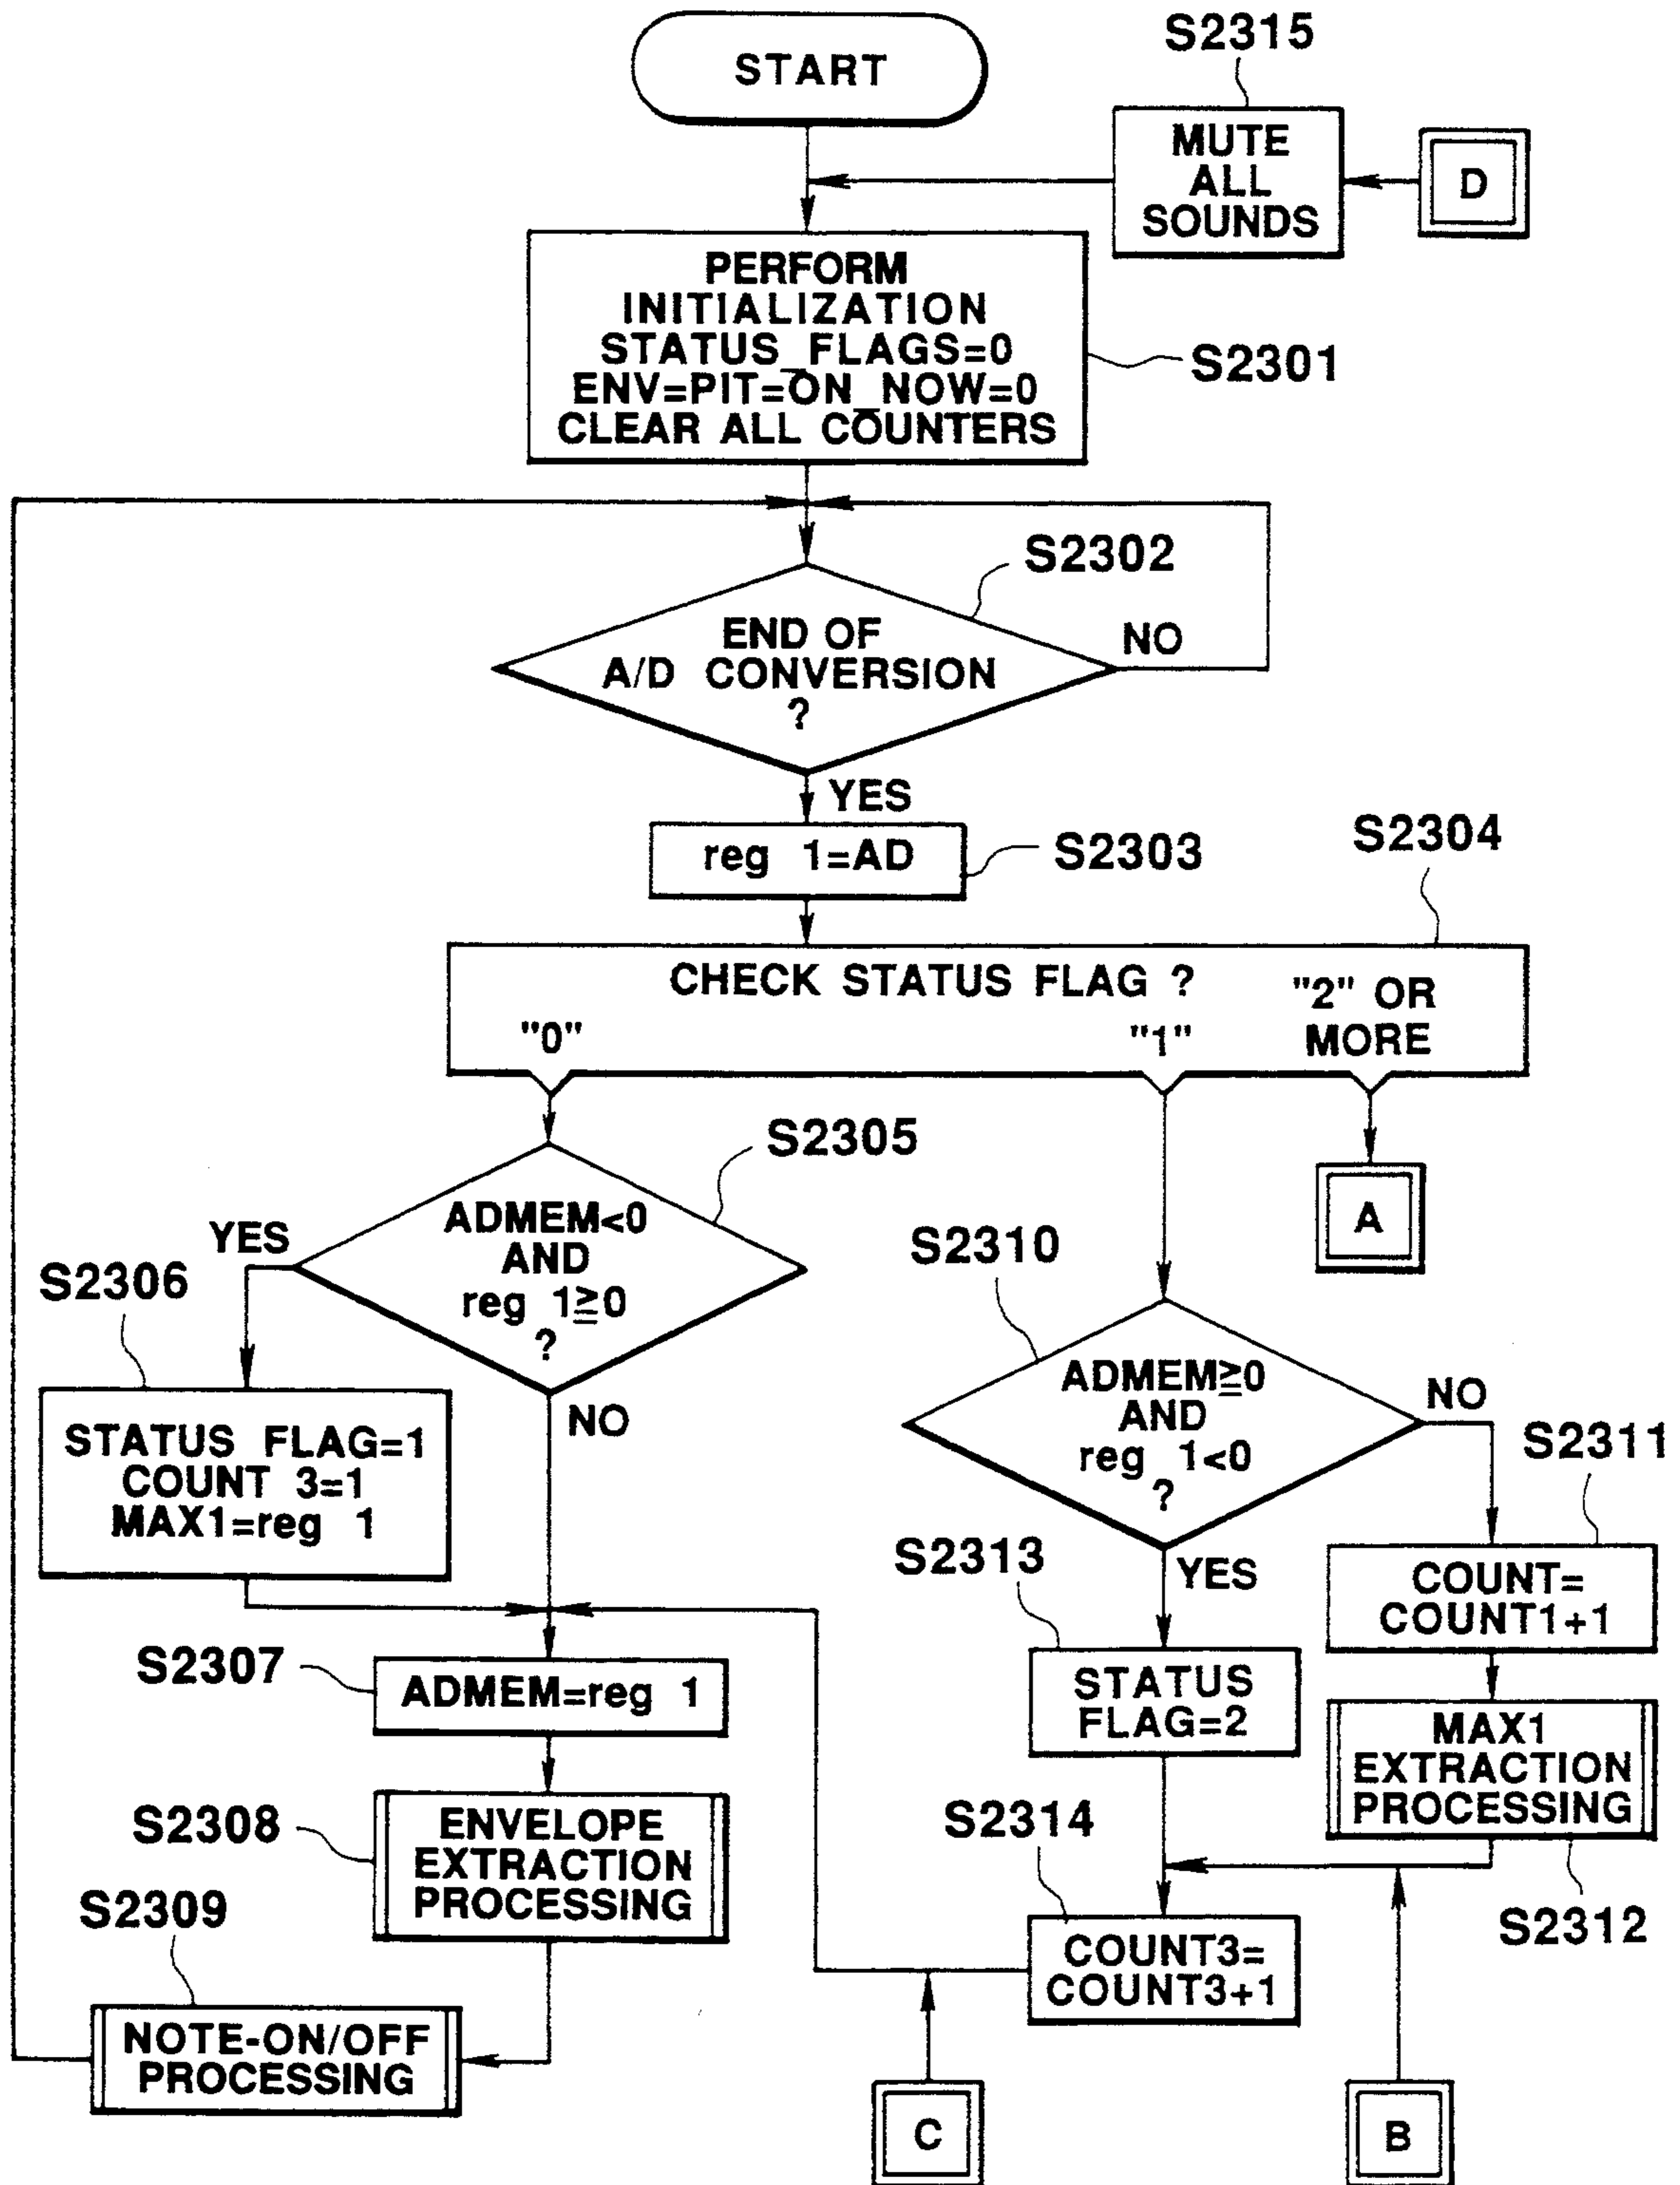 START
S2315
MUTE
ALL
SOUNDS
D
PERFORM
INITIALIZATION
STATUS_FLAGS=0
ENV=PIT=ON_NOW=0
CLEAR ALL COUNTERS
S2301
S2302
END OF
A/D CONVERSION
?
NO
YES
reg 1=AD
S2303
S2304
CHECK STATUS FLAG ?
"0"
"1"
"2" OR
MORE
S2305
ADMEM<0
AND
reg 1≧0
?
YES
NO
A
S2306
STATUS FLAG=1
COUNT 3=1
MAX1=reg 1
S2310
ADMEM≧0
AND
reg 1<0
?
NO
YES
S2311
COUNT=
COUNT1+1
S2313
STATUS
FLAG=2
S2307
ADMEM=reg 1
MAX1
EXTRACTION
PROCESSING
S2312
S2308
ENVELOPE
EXTRACTION
PROCESSING
S2314
COUNT3=
COUNT3+1
S2309
NOTE-ON/OFF
PROCESSING
C
B